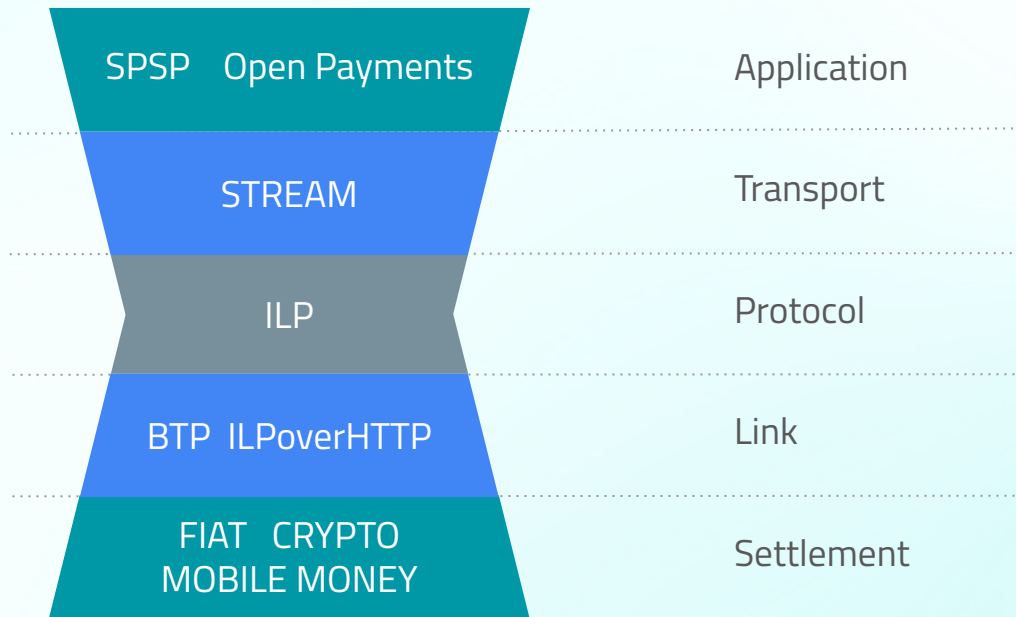 SPSP Open Payments
Application
STREAM
Transport
ILP
Protocol
BTP ILPoverHTTP
Link
FIAT CRYPTO
MOBILE MONEY
Settlement